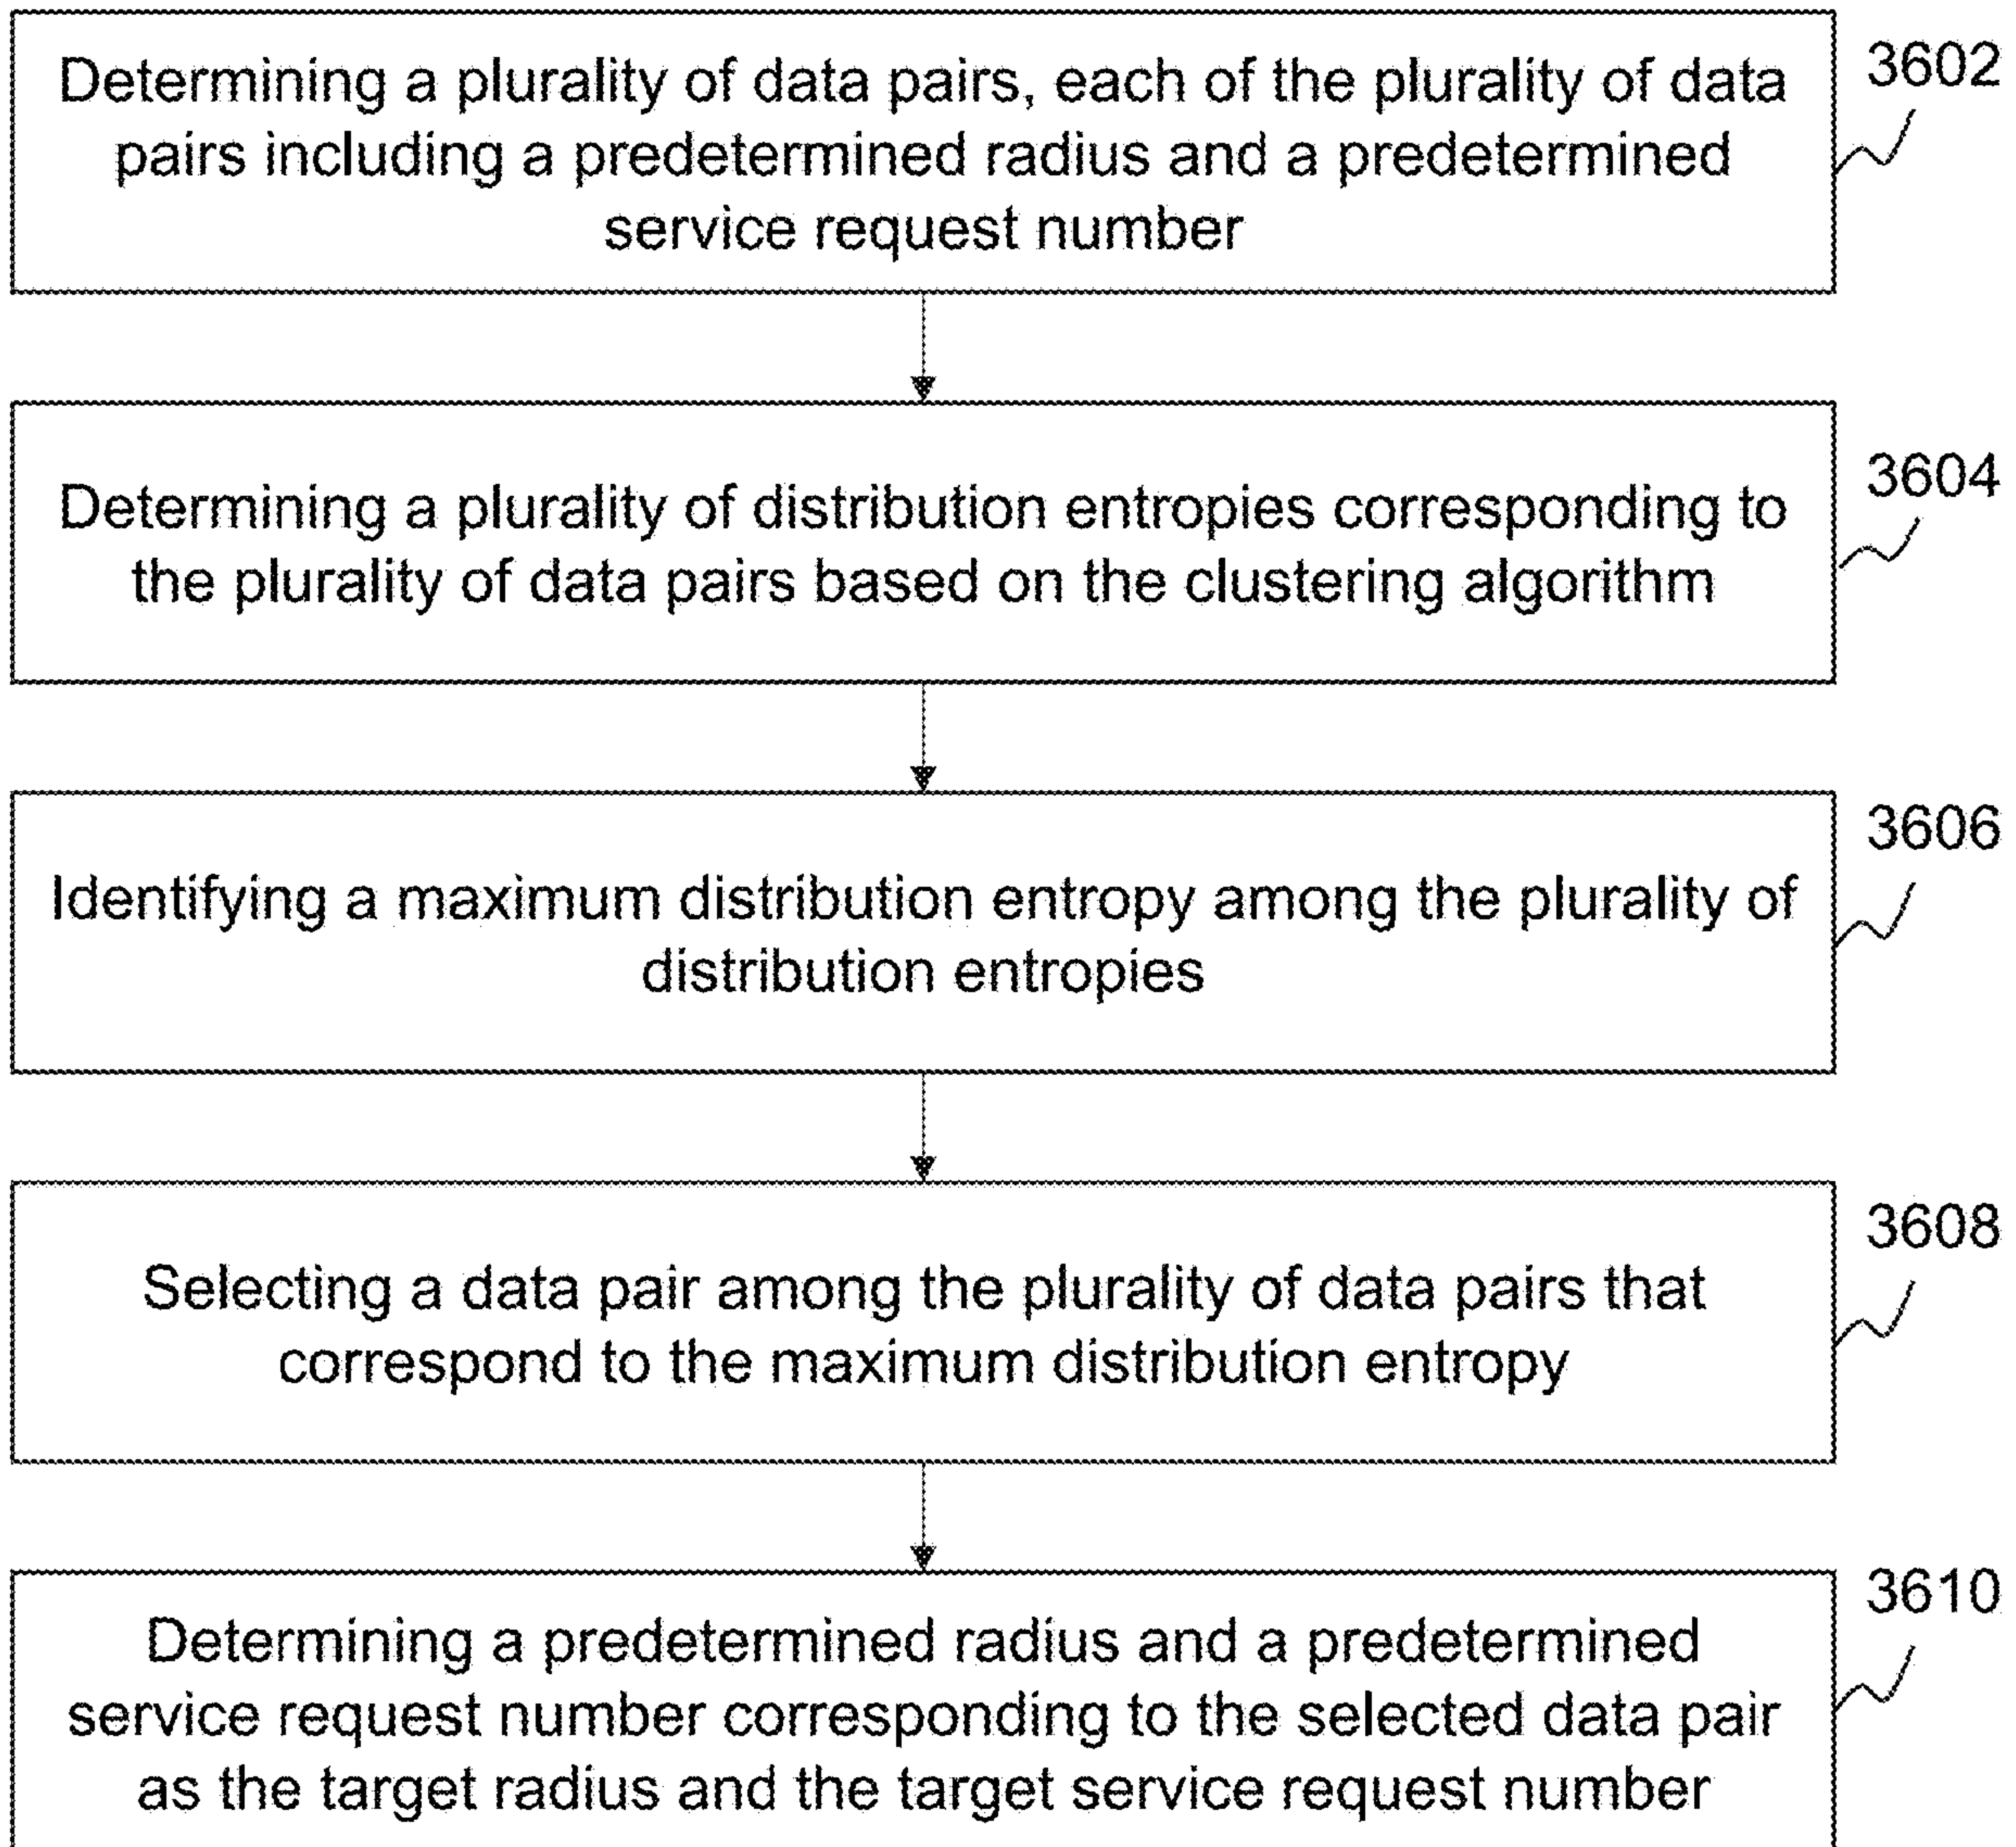 Determining a plurality of data pairs, each of the plurality of data
pairs including a predetermined radius and a predetermined
service request number
3602
Determining a plurality of distribution entropies corresponding to
the plurality of data pairs based on the clustering algorithm
3604
Identifying a maximum distribution entropy among the plurality of
distribution entropies
3606
Selecting a data pair among the plurality of data pairs that
correspond to the maximum distribution entropy
3608
Determining a predetermined radius and a predetermined
service request number corresponding to the selected data pair
as the target radius and the target service request number
3610